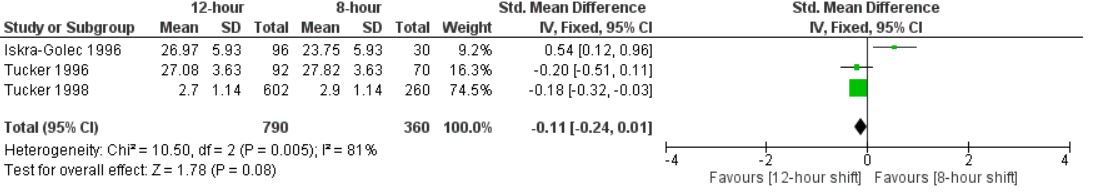 12-hour 8-hour Std. Mean Difference Std. Mean Difference
Study or Subgroup Mean SD Total Mean SD Total Weight IV, Fixed, 95% CI IV, Fixed, 95% CI
Iskra-Golec 1996 26.97 5.93 96 23.75 5.93 30 9.2% 0.54 [0.12, 0.96]
Tucker 1996 27.08 3.63 92 27.82 3.63 70 16.3% -0.20 [-0.51, 0.11]
Tucker 1998 2.7 1.14 602 2.9 1.14 260 74.5% -0.18 [-0.32, -0.03]
Total (95% CI) 790 360 100.0% -0.11 [-0.24, 0.01]
Heterogeneity: Chi² = 10.50, df = 2 (P = 0.005); I² = 81%
Test for overall effect: Z = 1.78 (P = 0.08)
-4 -2 0 2 4
Favours [12-hour shift] Favours [8-hour shift]